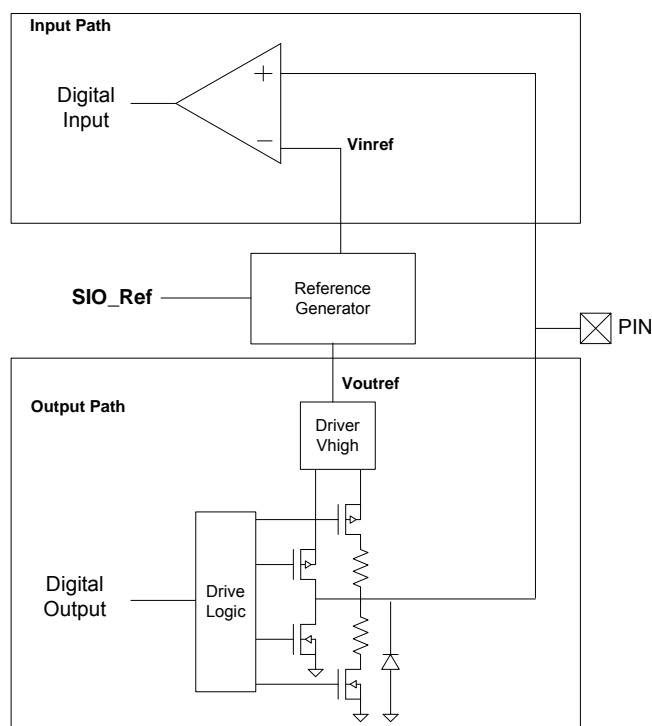 Input Path
Digital
Input
+
−
Vinref
SIO_Ref
Reference
Generator
PIN
Voutref
Output Path
Driver
Vhigh
Digital
Output
Drive
Logic